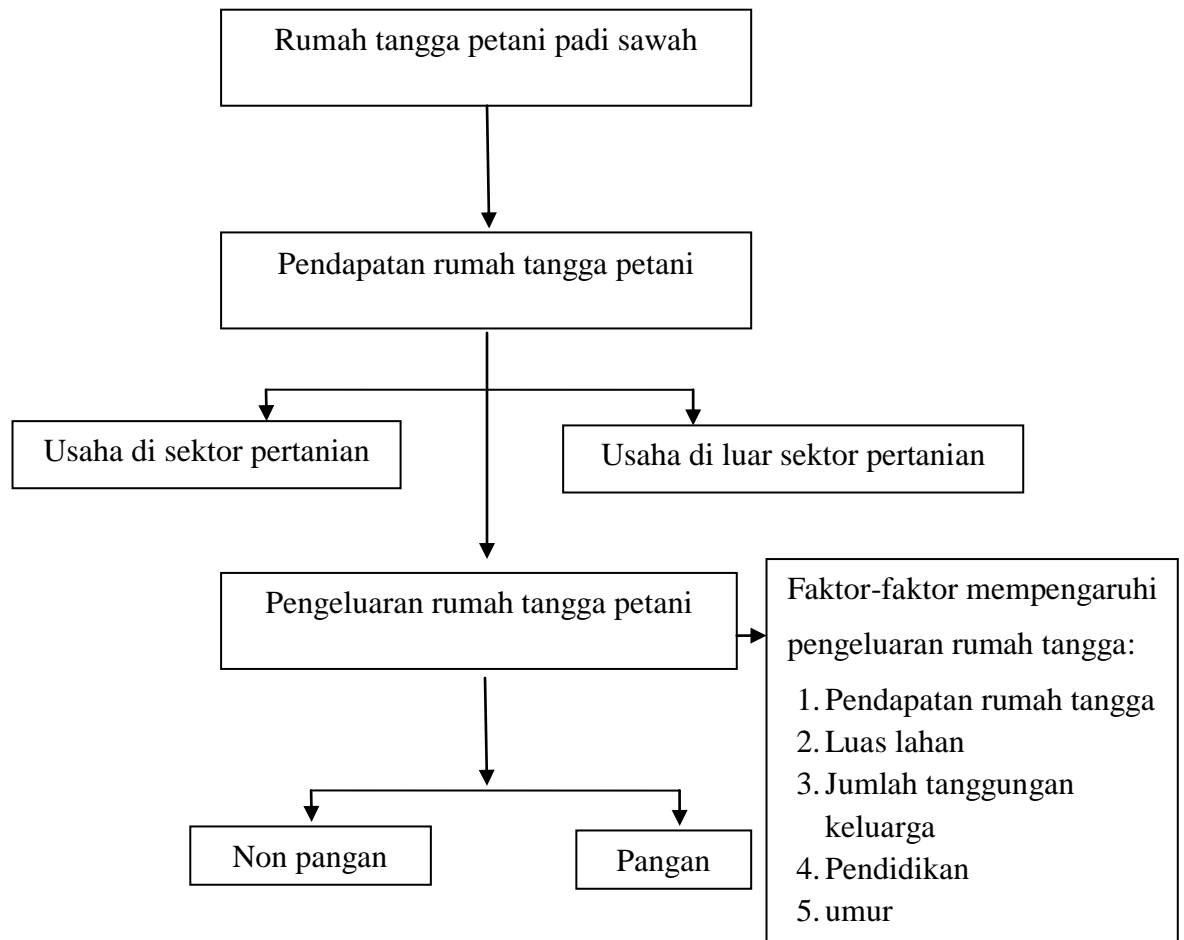 Rumah tangga petani padi sawah
Pendapatan rumah tangga petani
Usaha di sektor pertanian
Usaha di luar sektor pertanian
Pengeluaran rumah tangga petani
Faktor-faktor mempengaruhi
pengeluaran rumah tangga:
1. Pendapatan rumah tangga
2. Luas lahan
3. Jumlah tanggungan
keluarga
4. Pendidikan
5. umur
Non pangan
Pangan